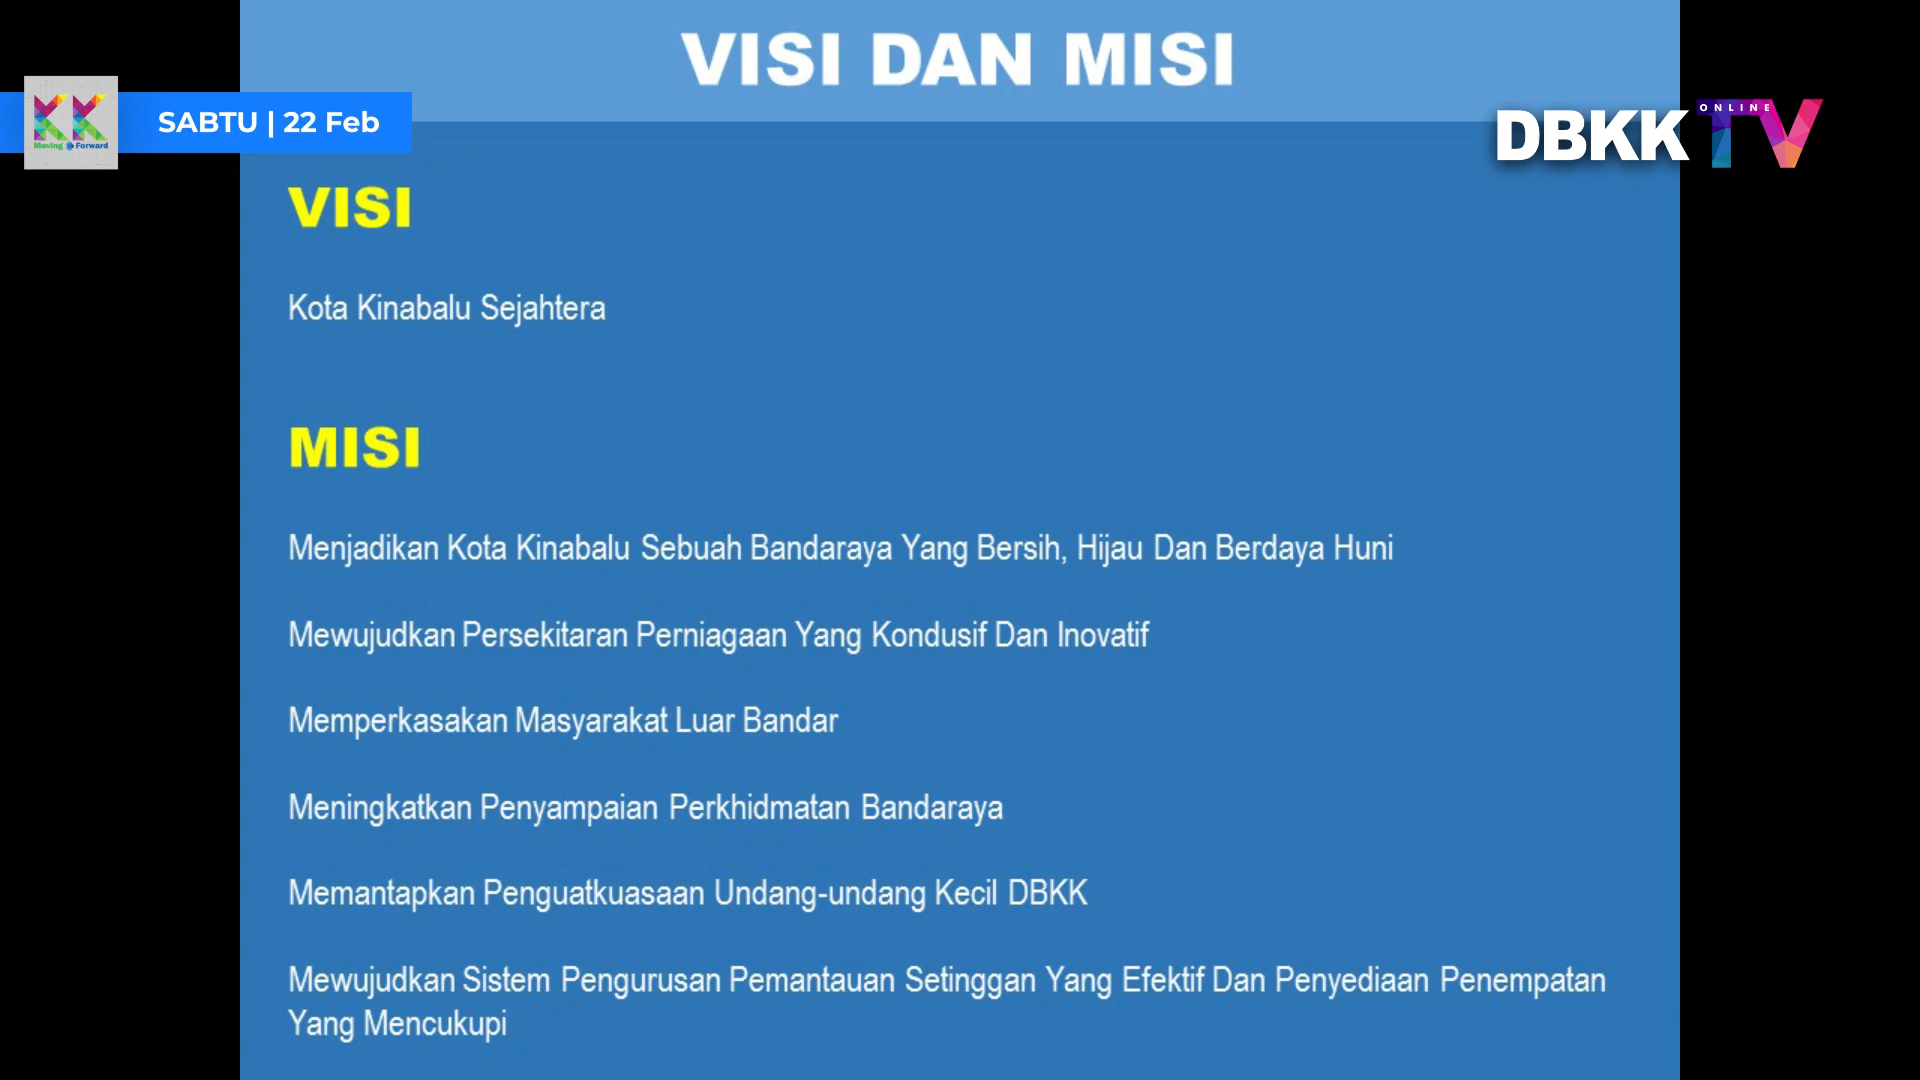 VISI DAN MISI
KK
Moving Forward
SABTU | 22 Feb
DBKK TV
ONLINE
VISI
Kota Kinabalu Sejahtera
MISI
Menjadikan Kota Kinabalu Sebuah Bandaraya Yang Bersih, Hijau Dan Berdaya Huni
Mewujudkan Persekitaran Perniagaan Yang Kondusif Dan Inovatif
Memperkasakan Masyarakat Luar Bandar
Meningkatkan Penyampaian Perkhidmatan Bandaraya
Memantapkan Penguatkuasaan Undang-undang Kecil DBKK
Mewujudkan Sistem Pengurusan Pemantauan Setinggan Yang Efektif Dan Penyediaan Penempatan
Yang Mencukupi